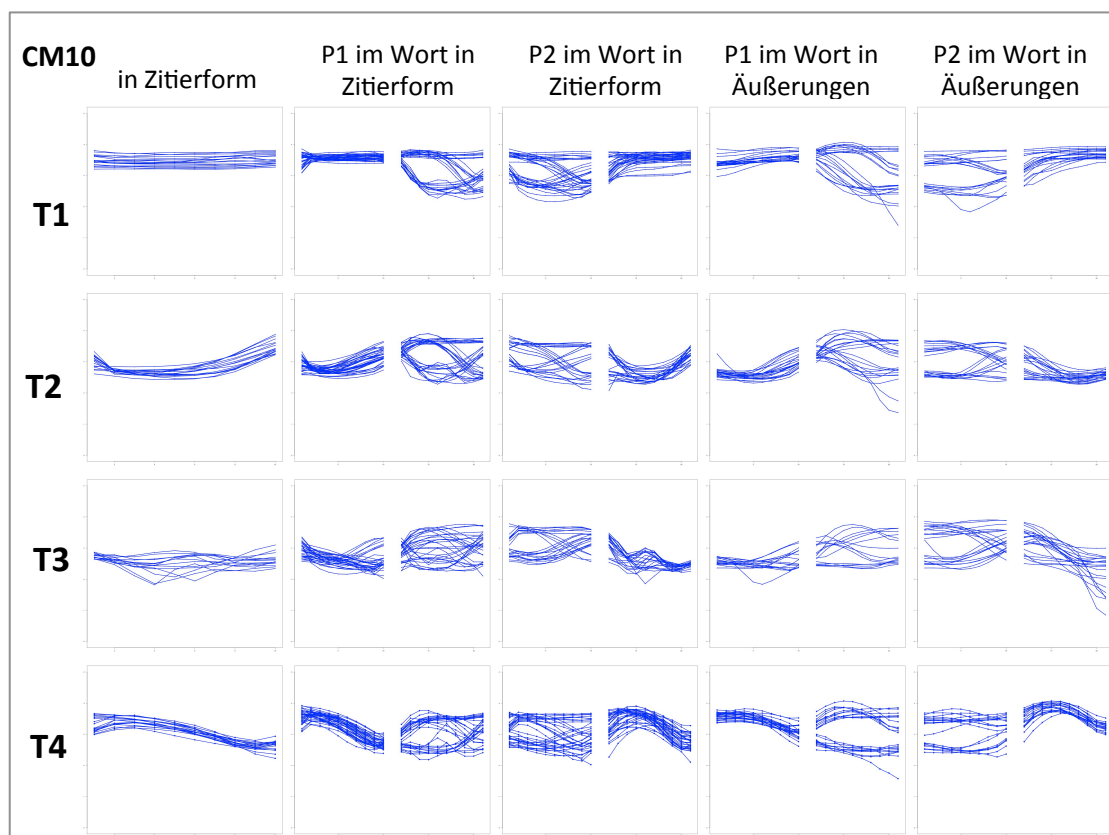 CM10
in Zitierform
P1 im Wort in
Zitierform
P2 im Wort in
Zitierform
P1 im Wort in
Äußerungen
P2 im Wort in
Äußerungen
T1
T2
T3
T4